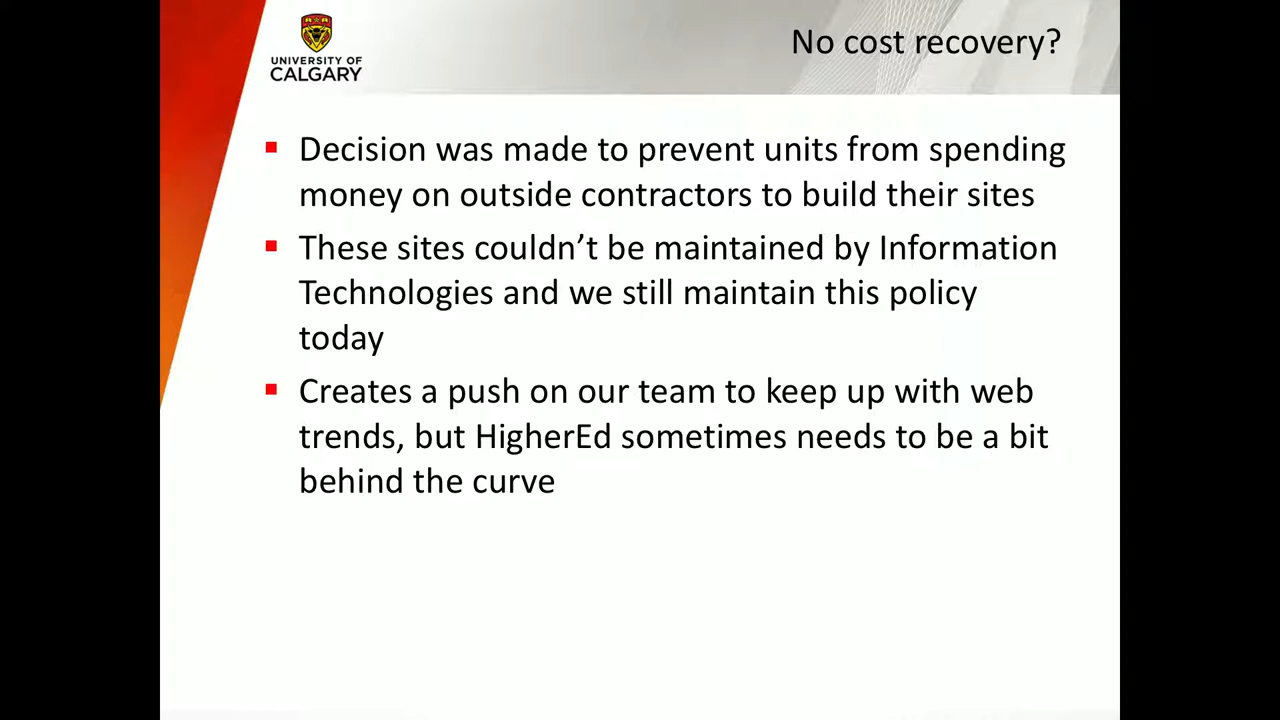 UNIVERSITY OF
CALGARY
No cost recovery?
Decision was made to prevent units from spending
money on outside contractors to build their sites
These sites couldn’t be maintained by Information
Technologies and we still maintain this policy
today
Creates a push on our team to keep up with web
trends, but HigherEd sometimes needs to be a bit
behind the curve